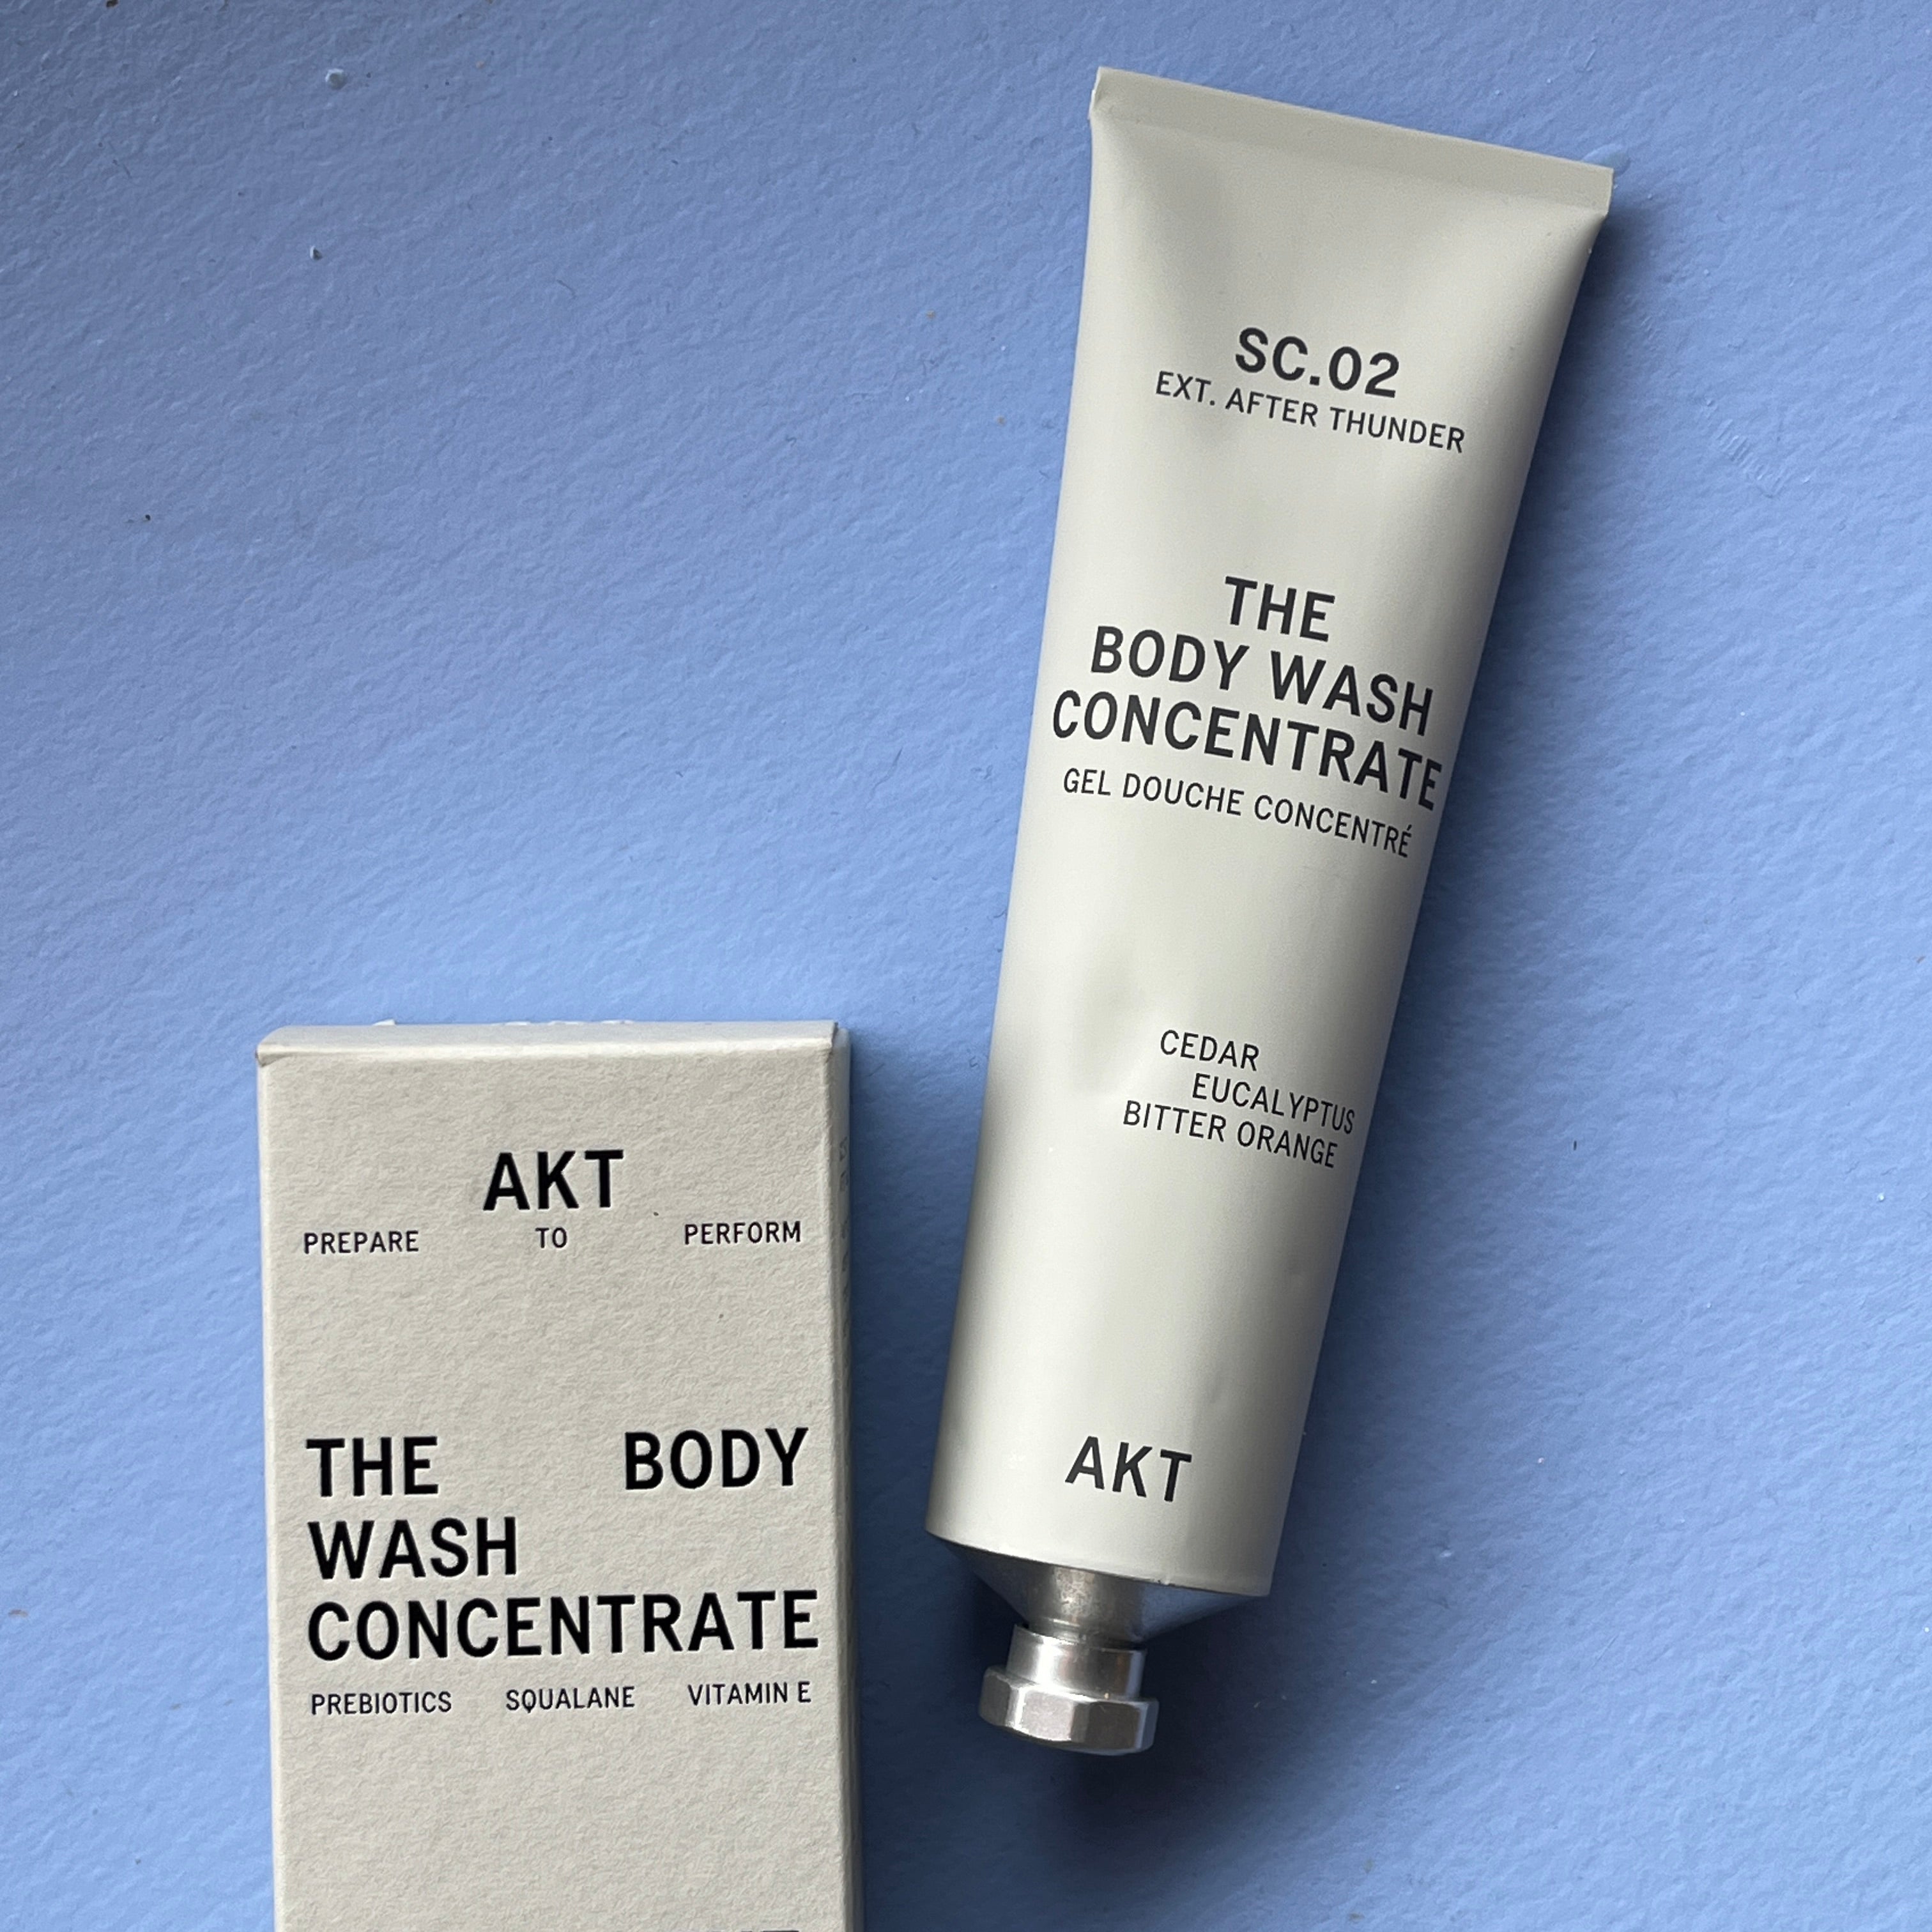 SC.02
EXT. AFTER THUNDER
THE
BODY WASH
CONCENTRATE
GEL DOUCHE CONCENTRÉ
CEDAR
EUCALYPTUS
BITTER ORANGE
AKT
AKT
PREPARE TO PERFORM
THE BODY
WASH
CONCENTRATE
PREBIOTICS SQUALANE VITAMIN E